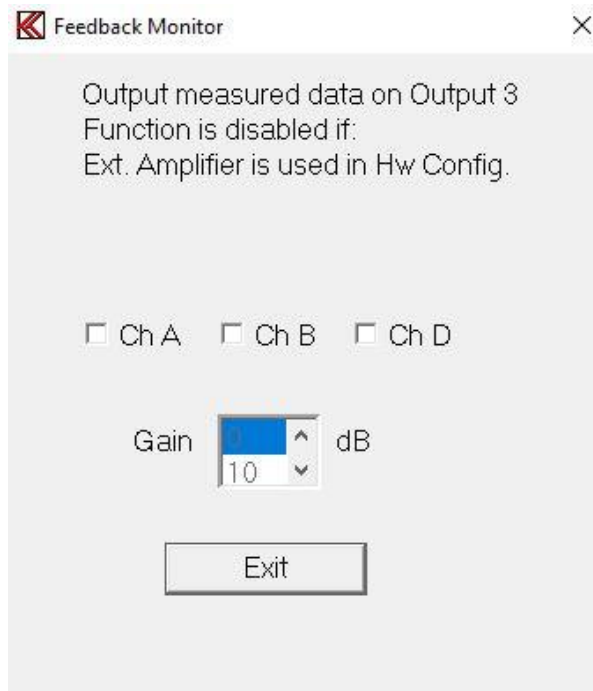 Feedback Monitor
Output measured data on Output 3
Function is disabled if:
Ext. Amplifier is used in Hw Config.
Ch A Ch B Ch D
Gain 0 dB
10
Exit